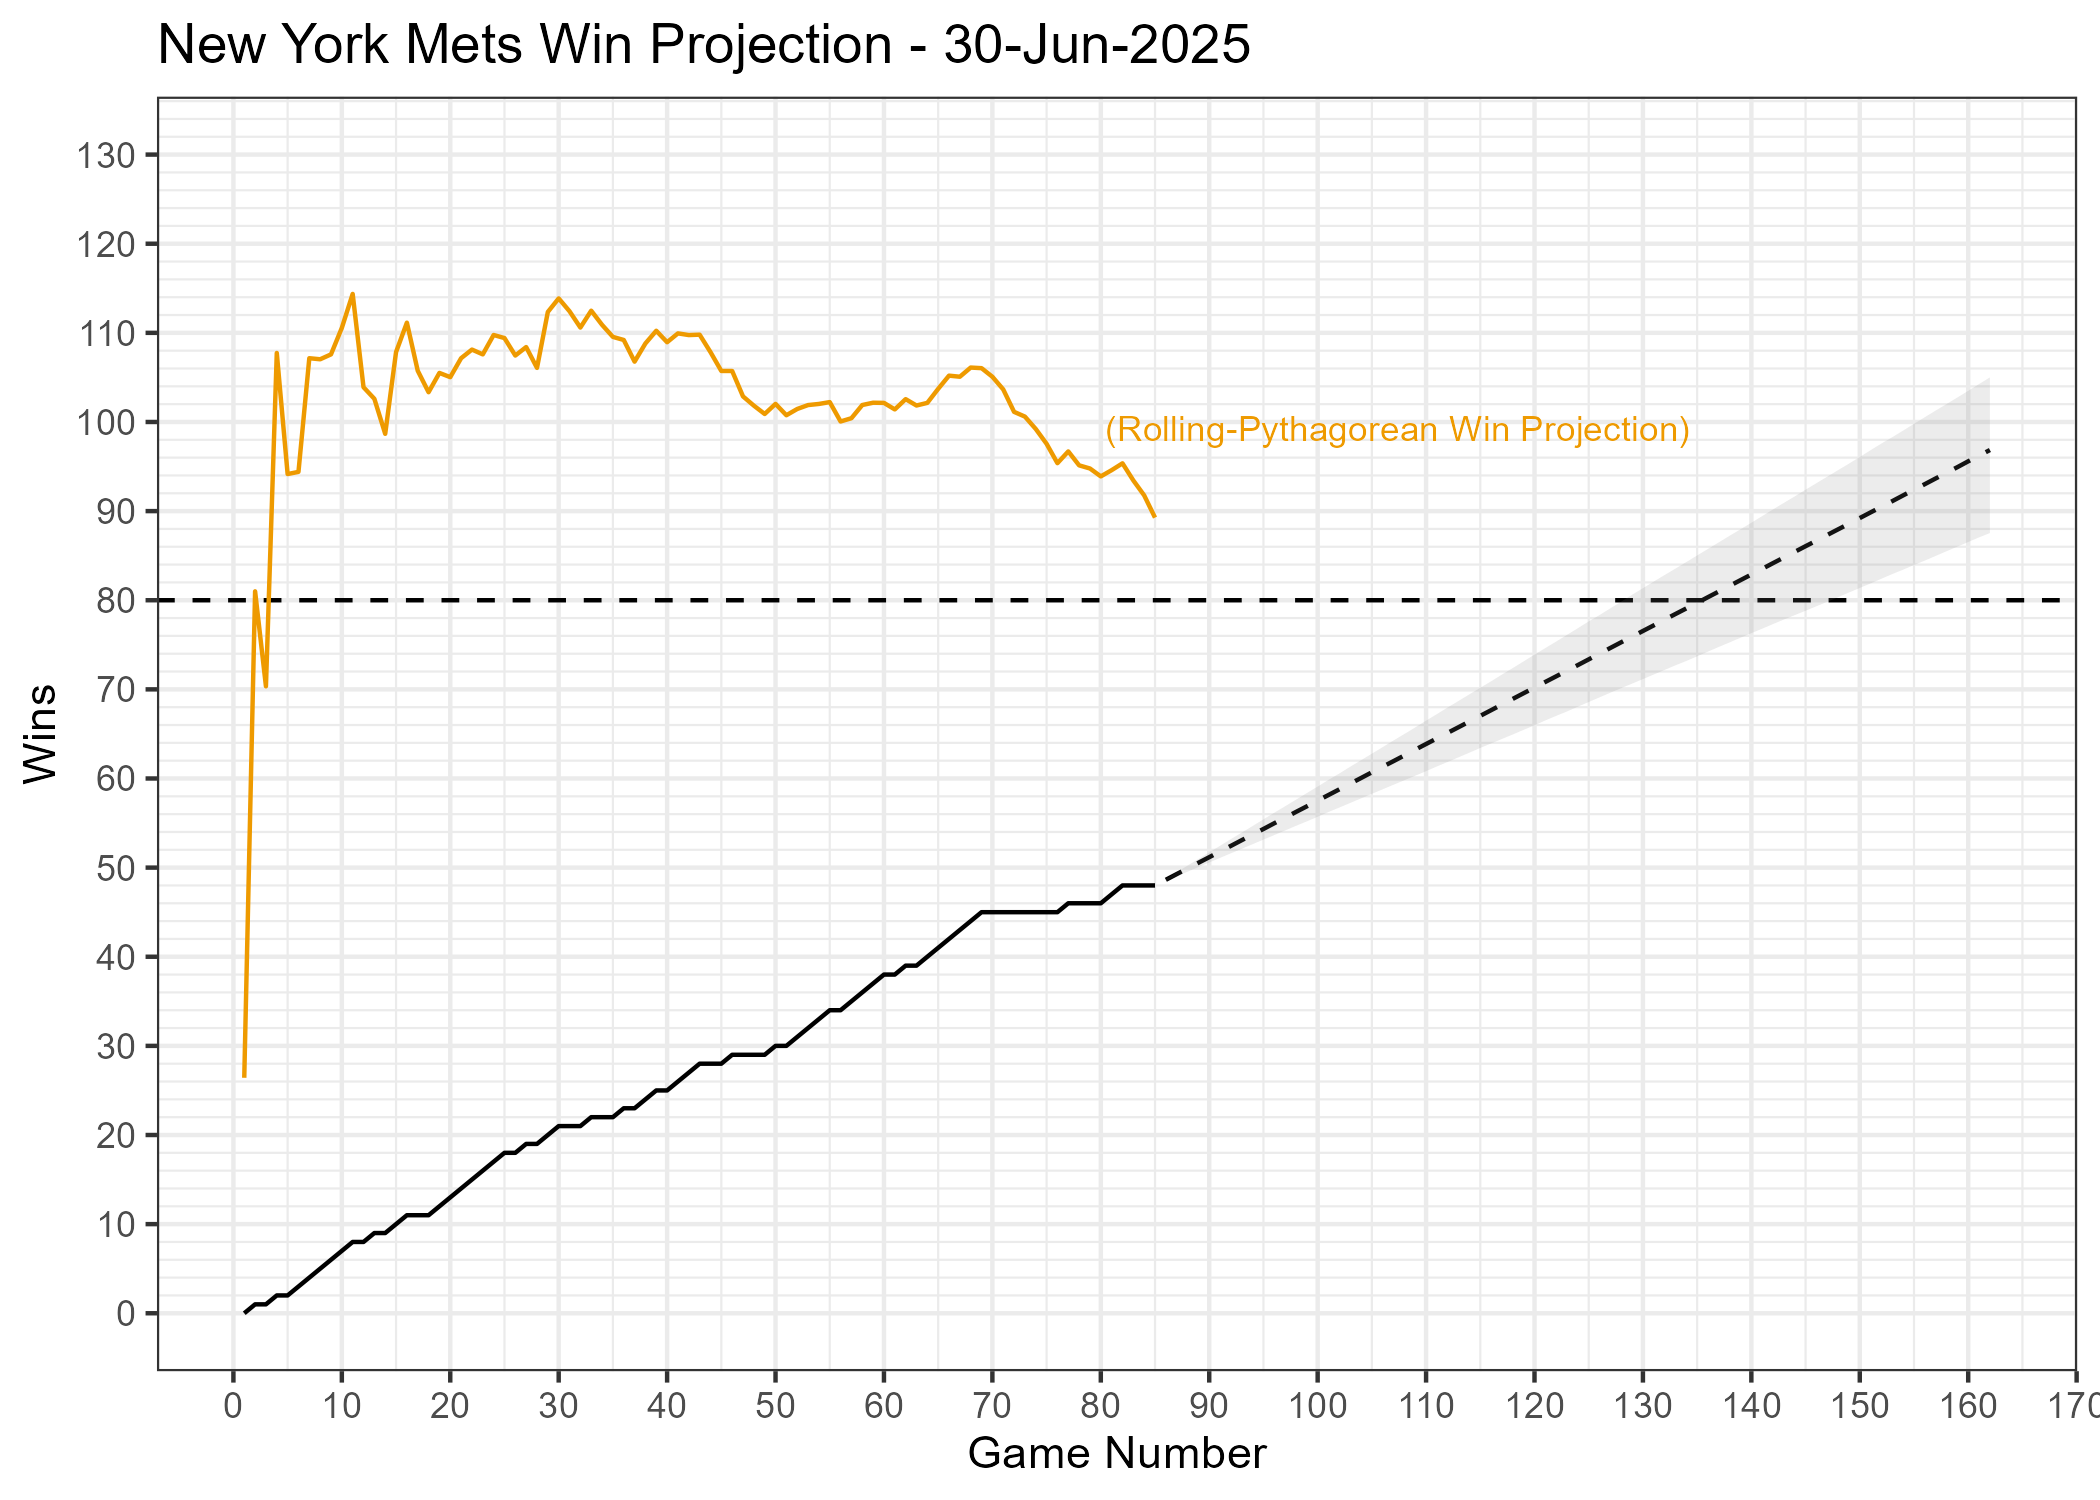 New York Mets Win Projection - 30-Jun-2025
130
120
110
100
90
80
70
60
50
40
30
20
10
0
Wins
(Rolling-Pythagorean Win Projection)
0 10 20 30 40 50 60 70 80 90 100 110 120 130 140 150 160 170
Game Number